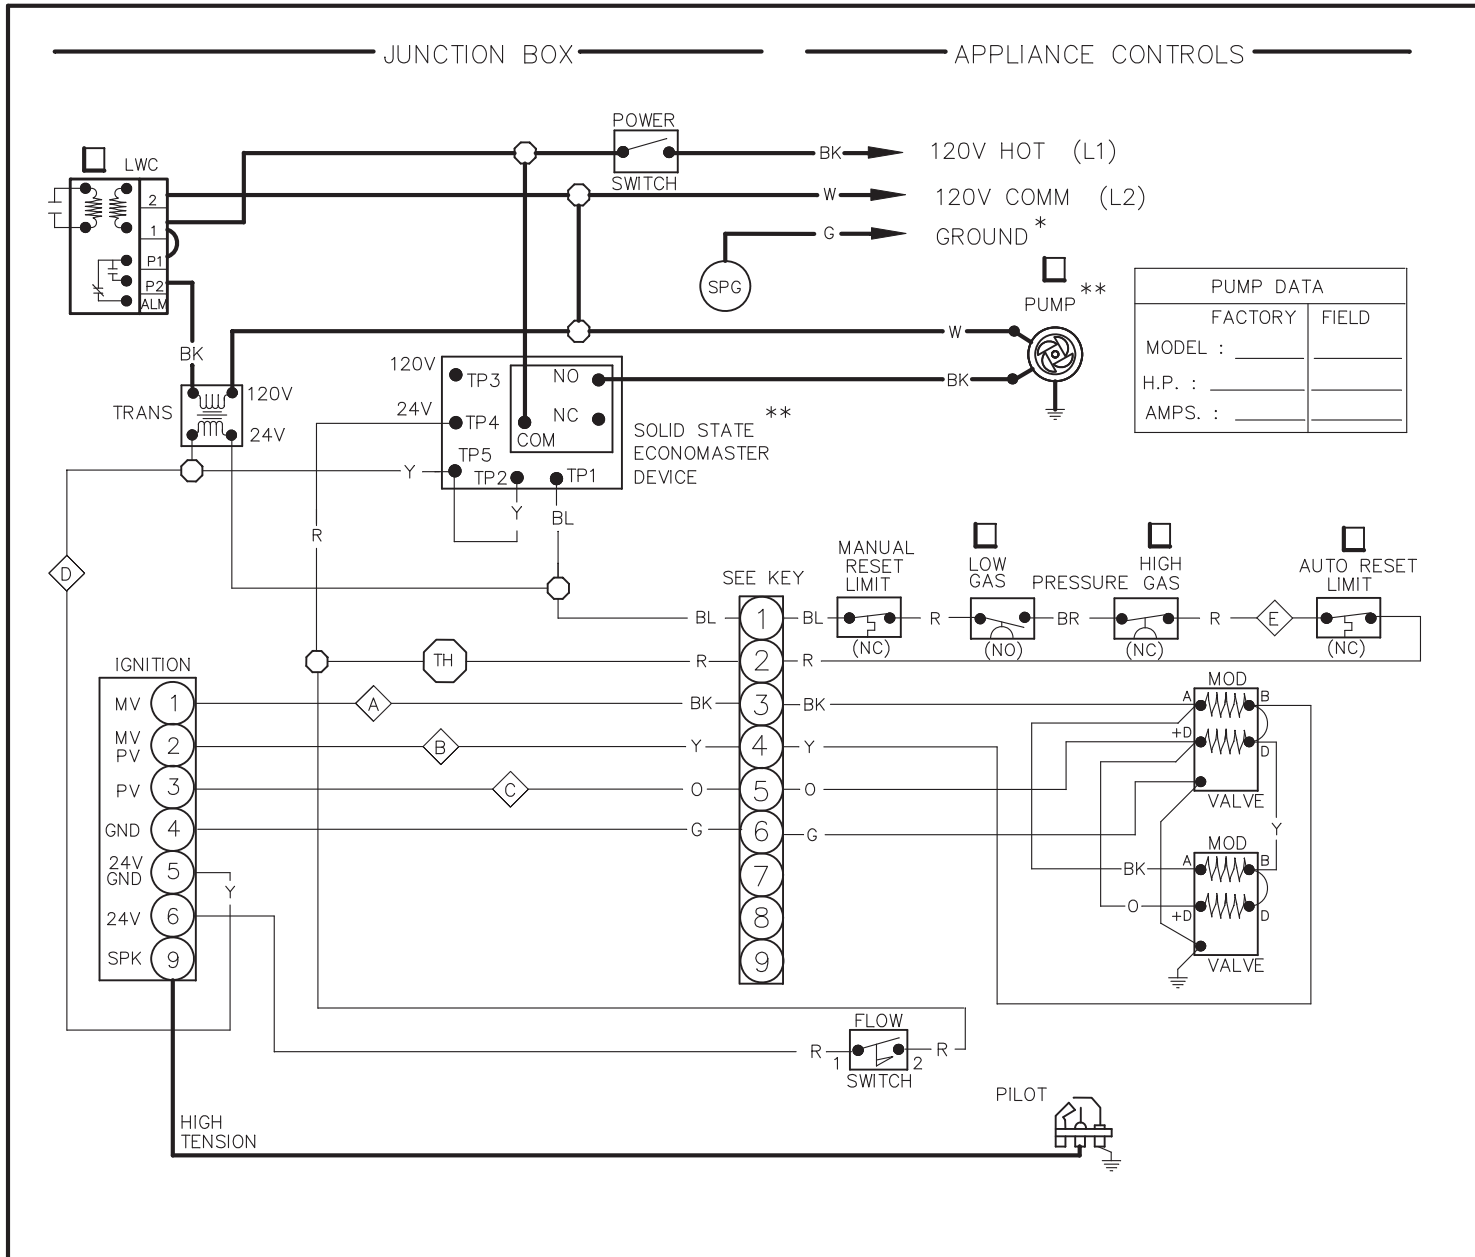 JUNCTION BOX
APPLIANCE CONTROLS
POWER
SWITCH
BK
120V HOT (L1)
LWC
2
1
P1
P2
ALM
W
120V COMM (L2)
G
GROUND *
SPG
PUMP **
PUMP DATA
FACTORY FIELD
MODEL :
H.P. :
AMPS. :
W
BK
BK
TRANS
120V
24V
120V
TP3
24V
TP4
TP5
TP2
TP1
NO
NC
COM
SOLID STATE **
ECONOMASTER
DEVICE
Y
Y
BL
R
D
SEE KEY
MANUAL
RESET
LIMIT
(NC)
LOW
GAS
(NO)
PRESSURE
HIGH
GAS
(NC)
AUTO RESET
LIMIT
(NC)
BL 1 BL
R
BR
R
E
TH
R 2 R
IGNITION
MV 1
A
BK 3 BK
MV
PV
2
B
Y 4 Y
PV 3
C
O 5 O
GND 4
G 6 G
24V
GND
5
Y
7
24V 6
8
SPK 9
9
MOD
A
B
+D
D
VALVE
Y
MOD
BK
A
B
O
+D
D
VALVE
FLOW
R
1
2
R
SWITCH
PILOT
HIGH
TENSION